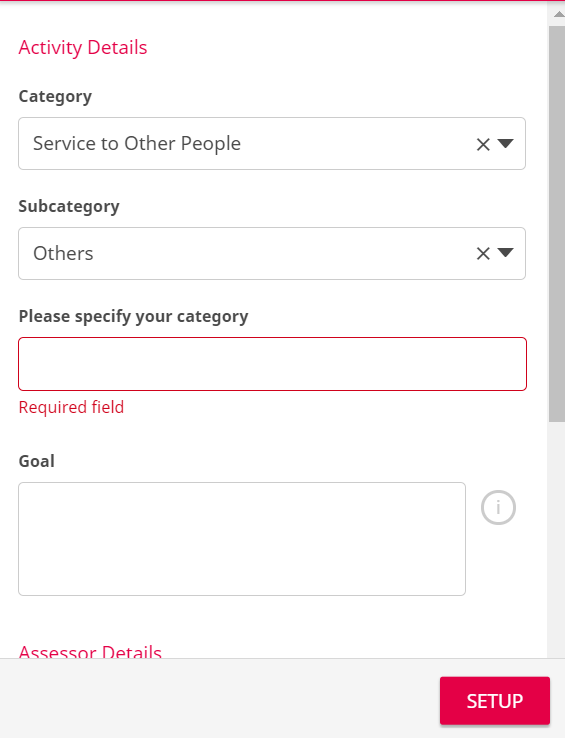 Activity Details
Category
Service to Other People
Subcategory
Others
Please specify your category
Required field
Goal
i
Assessor Details
SETUP